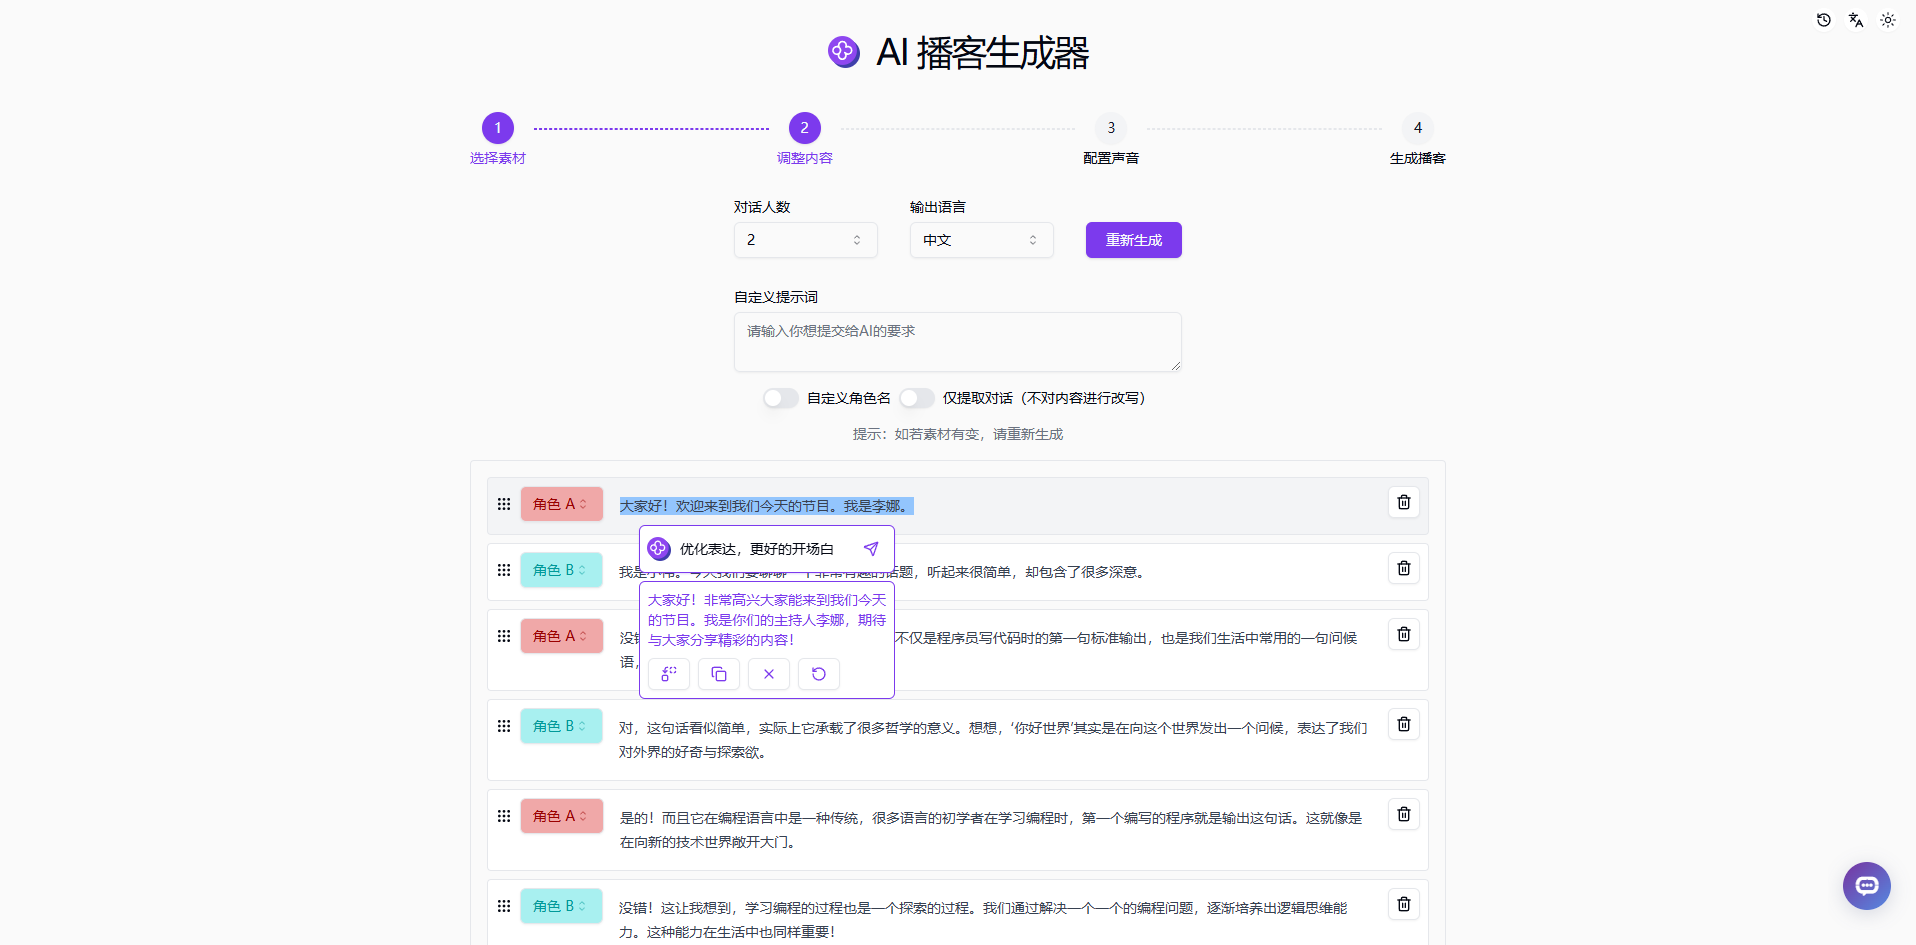 AI 播客生成器
1
2
3
4
选择素材
调整内容
配置声音
生成播客
对话人数
输出语言
2
中文
重新生成
自定义提示词
请输入你想提交给AI的要求
自定义角色名
仅提取对话（不对内容进行改写）
提示：如若素材有变，请重新生成
角色 A
大家好！欢迎来到我们今天的节目。我是李娜。
优化表达，更好的开场白
角色 B
话题，听起来很简单，却包含了很多深意。
大家好！非常高兴大家能来到我们今天
的节目。我是你们的主持人李娜，期待
与大家分享精彩的内容！
角色 A
没
不仅是程序员写代码时的第一句标准输出，也是我们生活中常用的一句问候
语，
角色 B
对，这句话看似简单，实际上它承载了很多哲学的意义。想想，‘你好世界’其实是在向这个世界发出一个问候，表达了我们
对外界的好奇与探索欲。
角色 A
是的！而且它在编程语言中是一种传统，很多语言的初学者在学习编程时，第一个编写的程序就是输出这句话。这就像是
在向新的技术世界敞开大门。
角色 B
没错！这让我想到，学习编程的过程也是一个探索的过程。我们通过解决一个一个的编程问题，逐渐培养出逻辑思维能
力。这种能力在生活中也同样重要！